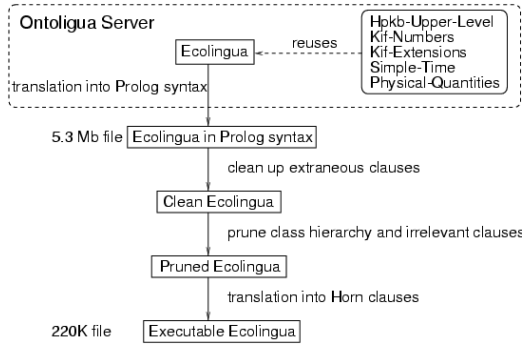 Ontoligua Server
Ecolingua
reuses
Hpkb-Upper-Level
Kif-Numbers
Kif-Extensions
Simple-Time
Physical-Quantities
translation into Prolog syntax
5.3 Mb file
Ecolingua in Prolog syntax
clean up extraneous clauses
Clean Ecolingua
prune class hierarchy and irrelevant clauses
Pruned Ecolingua
translation into Horn clauses
220K file
Executable Ecolingua